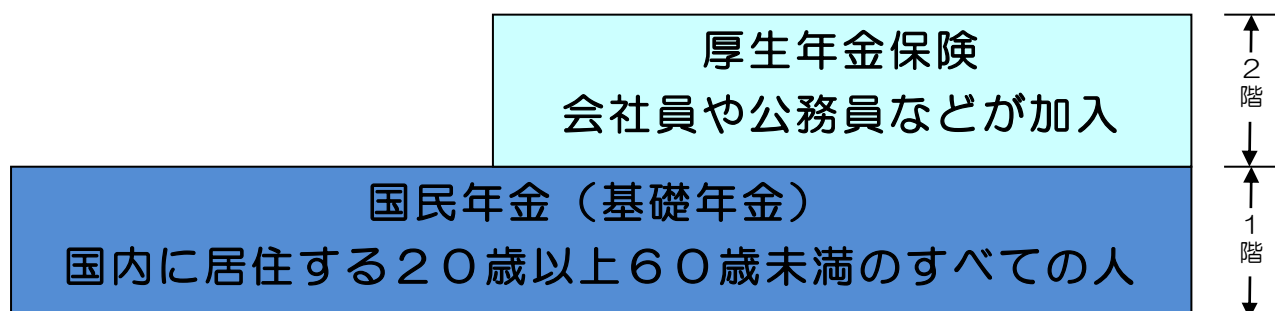 厚生年金保険
会社員や公務員などが加入
２階
国民年金（基礎年金）
国内に居住する２０歳以上６０歳未満のすべての人
１階